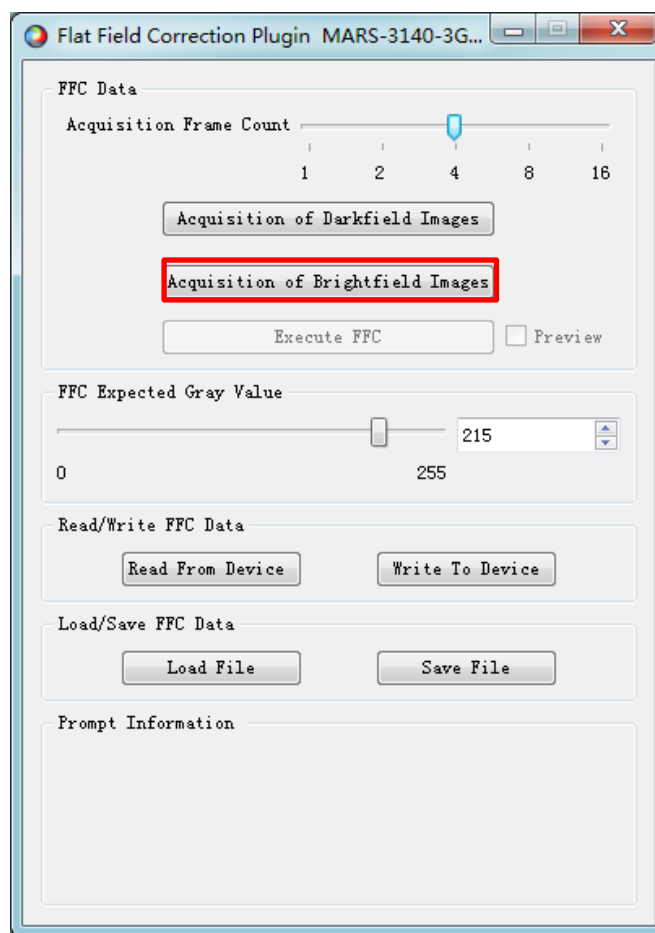 Flat Field Correction Plugin MARS-3140-3G...
FFC Data
Acquisition Frame Count
1 2 4 8 16
Acquisition of Darkfield Images
Acquisition of Brightfield Images
Execute FFC Preview
FFC Expected Gray Value
215
0 255
Read/Write FFC Data
Read From Device Write To Device
Load/Save FFC Data
Load File Save File
Prompt Information